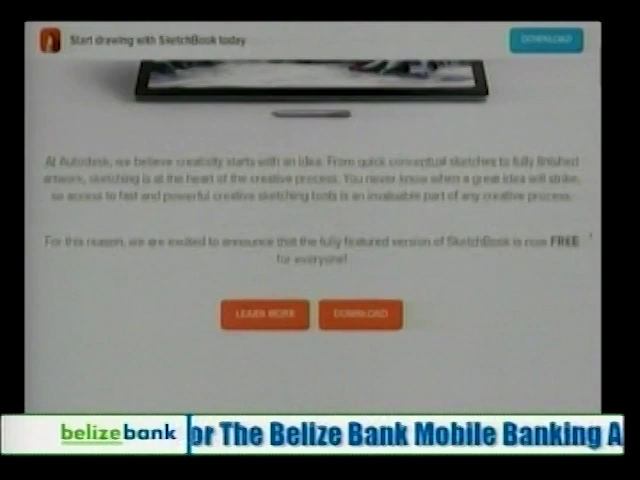 Start drawing with SketchBook today
DOWNLOAD
At Autodesk, we believe creativity starts with an idea. From quick conceptual sketches to fully finished
artwork, sketching is at the heart of the creative process. You never know when a great idea will strike,
so access to fast and powerful creative sketching tools is an invaluable part of any creative process.
For this reason, we are excited to announce that the fully featured version of SketchBook is now FREE
for everyone!
LEARN MORE DOWNLOAD
belizebank or The Belize Bank Mobile Banking A